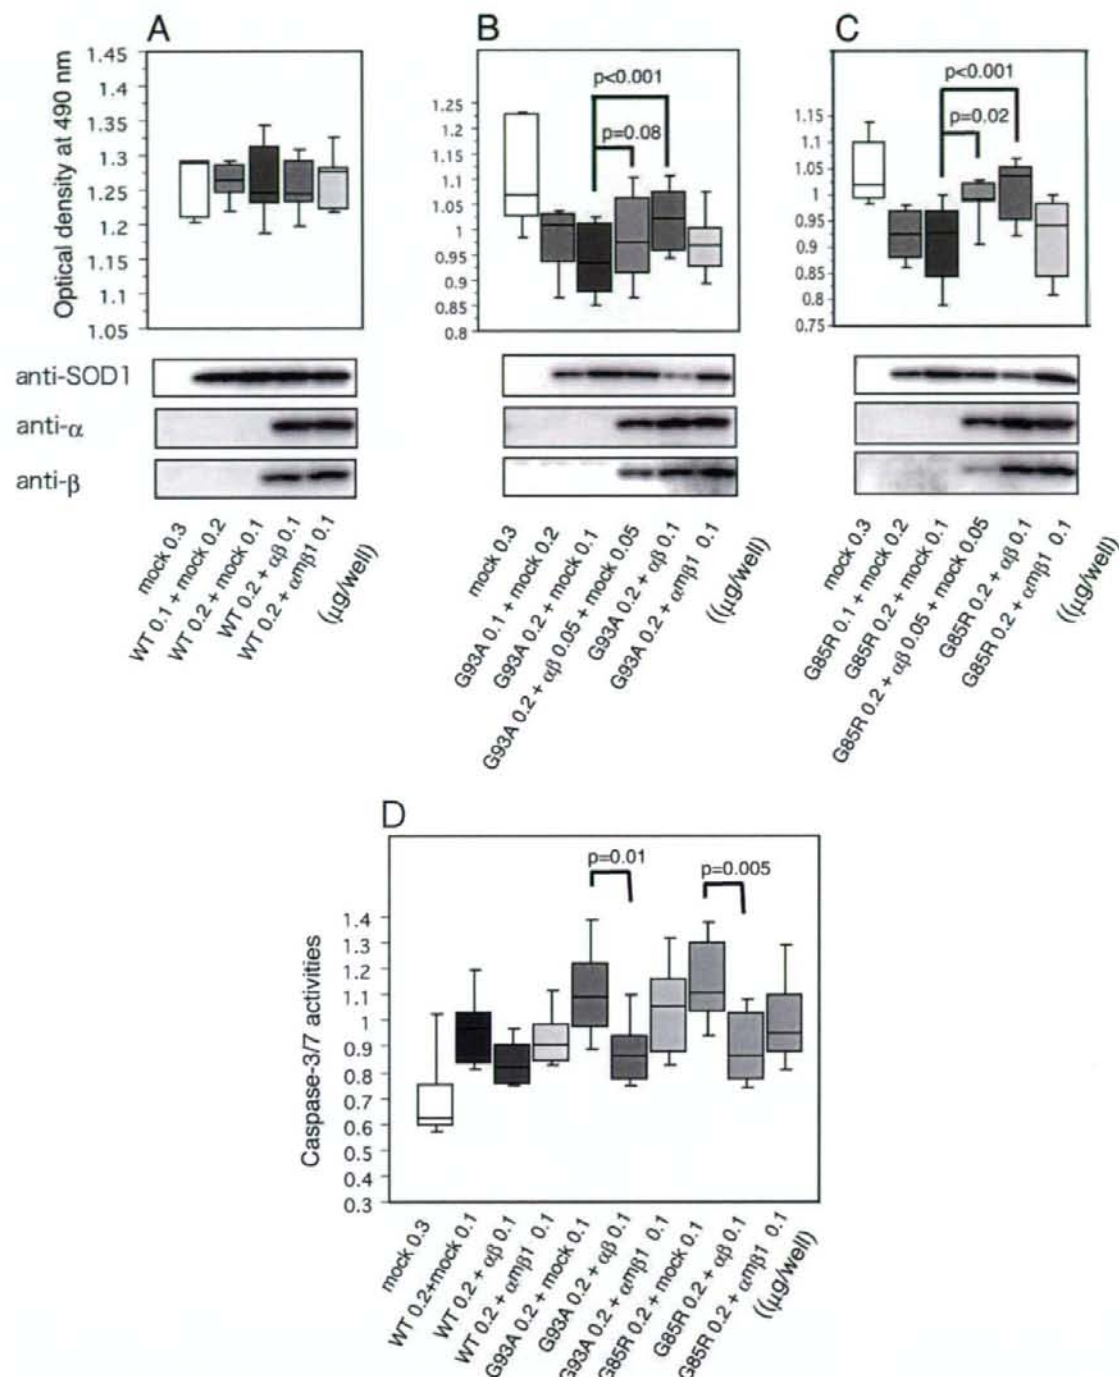 A
Optical density at 490 nm
1.45
1.4
1.35
1.3
1.25
1.2
1.15
1.1
1.05
B
p<0.001
p=0.08
1.25
1.2
1.15
1.1
1.05
1
0.95
0.9
0.85
0.8
C
p<0.001
p=0.02
1.15
1.1
1.05
1
0.95
0.9
0.85
0.8
0.75
anti-SOD1
anti-α
anti-β
mock 0.3
WT 0.1 + mock 0.2
WT 0.2 + mock 0.1
WT 0.2 + αβ 0.1
WT 0.2 + αmβ1 0.1
(μg/well)
mock 0.3
G93A 0.1 + mock 0.2
G93A 0.2 + mock 0.1
G93A 0.2 + αβ 0.05 + mock 0.05
G93A 0.2 + αβ 0.1
G93A 0.2 + αmβ1 0.1
((μg/well)
mock 0.3
G85R 0.1 + mock 0.2
G85R 0.2 + mock 0.1
G85R 0.2 + αβ 0.05 + mock 0.05
G85R 0.2 + αβ 0.1
G85R 0.2 + αmβ1 0.1
((μg/well)
D
p=0.01
p=0.005
Caspase-3/7 activities
1.4
1.3
1.2
1.1
1
0.9
0.8
0.7
0.6
0.5
0.4
0.3
mock 0.3
WT 0.2+mock 0.1
WT 0.2 + αβ 0.1
WT 0.2 + αmβ1 0.1
G93A 0.2 + mock 0.1
G93A 0.2 + αβ 0.1
G93A 0.2 + αmβ1 0.1
G85R 0.2 + mock 0.1
G85R 0.2 + αβ 0.1
G85R 0.2 + αmβ1 0.1
((μg/well)